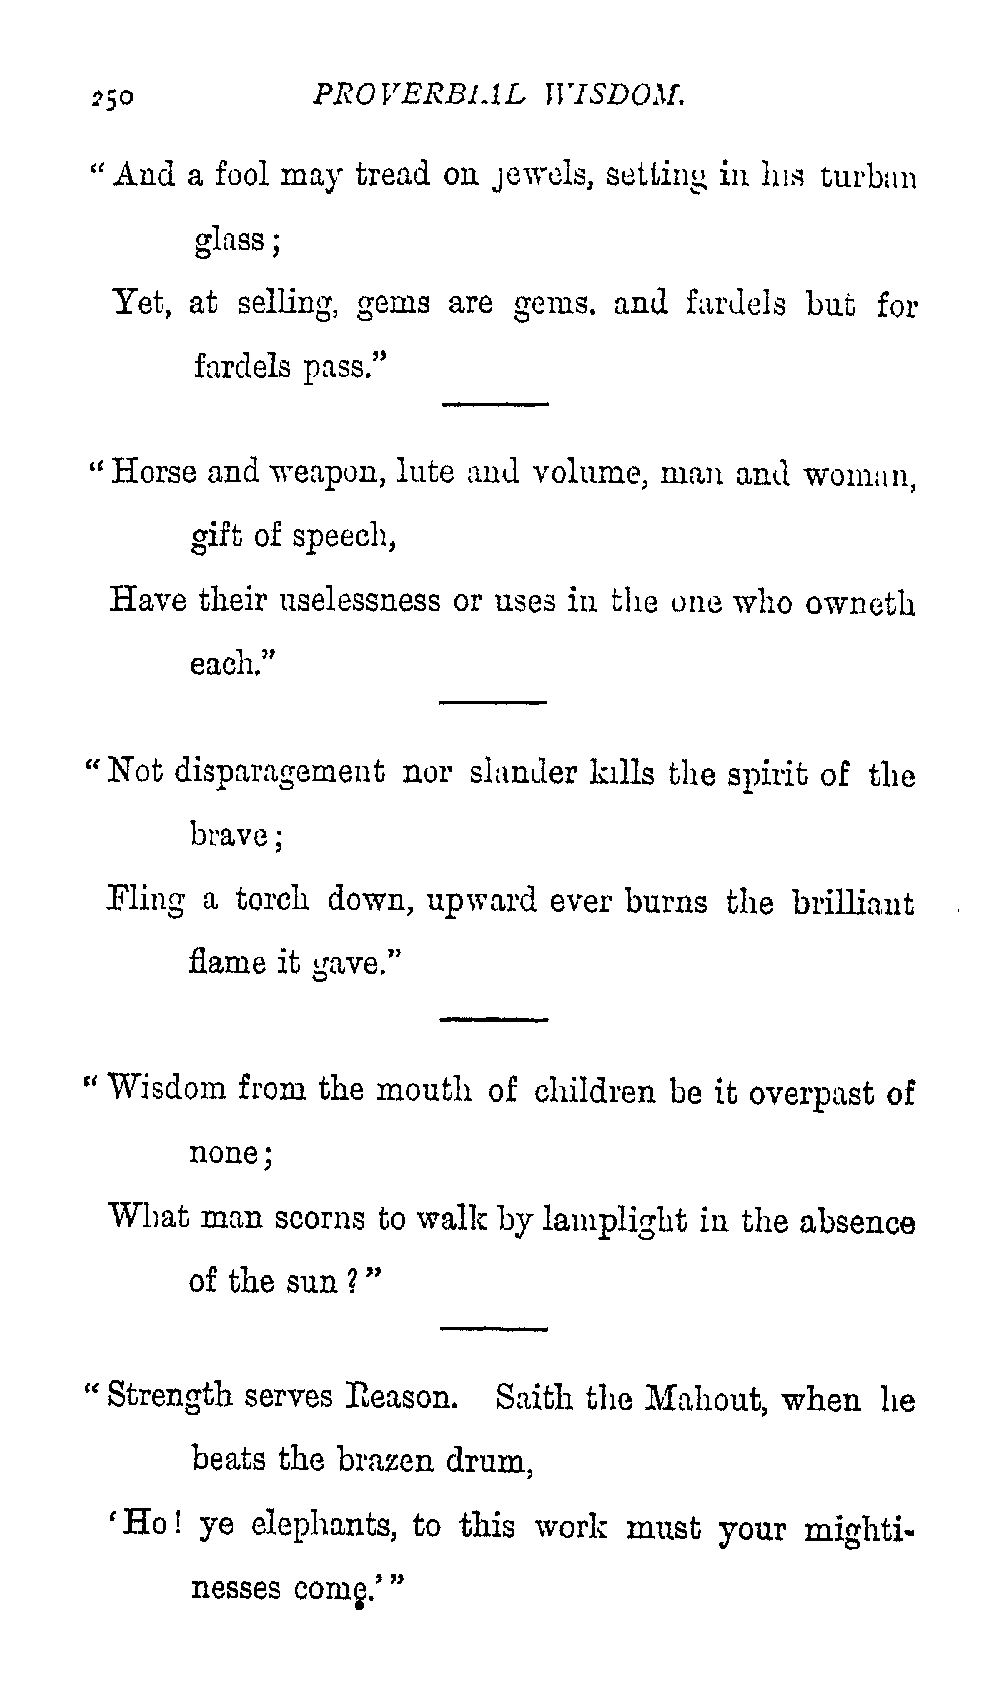 250 PROVERBIAL WISDOM.
“And a fool may tread on jewels, setting in his turban
glass;
Yet, at selling, gems are gems. and fardels but for
fardels pass.”
“Horse and weapon, lute and volume, man and woman,
gift of speech,
Have their uselessness or uses in the one who owneth
each.”
“Not disparagement nor slander kills the spirit of the
brave;
Fling a torch down, upward ever burns the brilliant
flame it gave.”
“Wisdom from the mouth of children be it overpast of
none;
What man scorns to walk by lamplight in the absence
of the sun?”
“Strength serves Reason. Saith the Mahout, when he
beats the brazen drum,
‘Ho! ye elephants, to this work must your mighti-
nesses come.’”